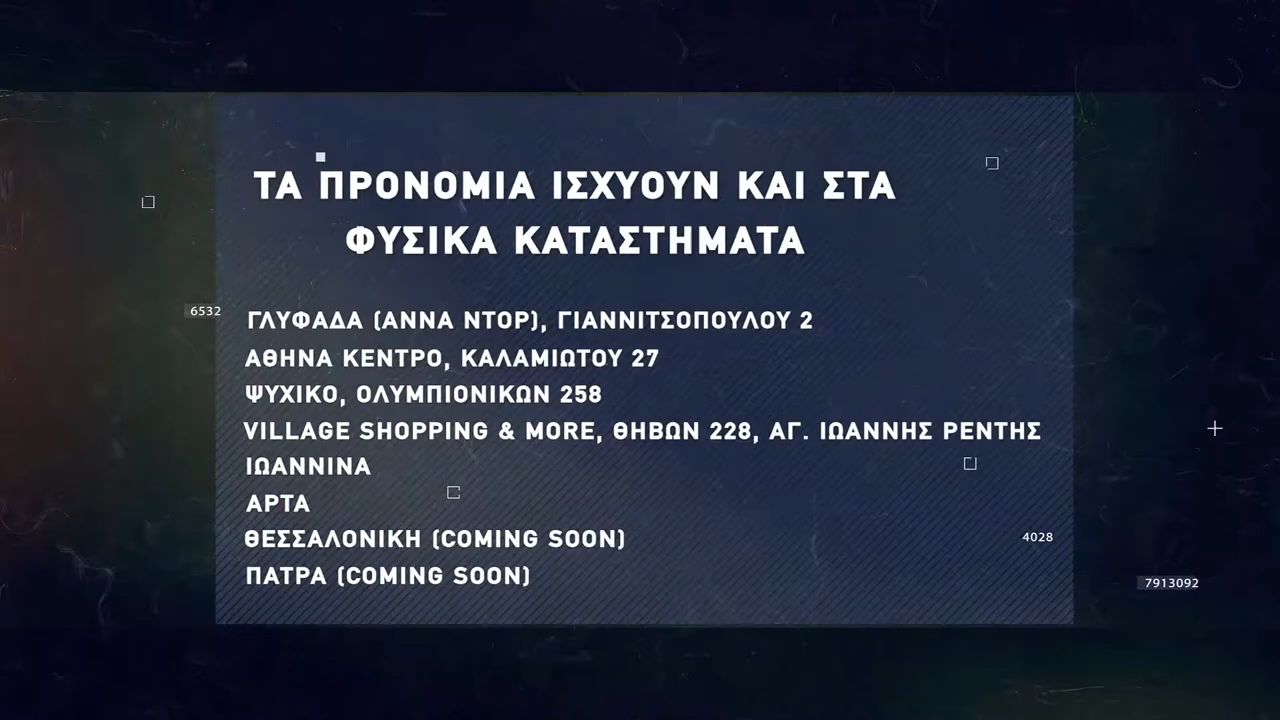 ΤΑ ΠΡΟΝΟΜΙΑ ΙΣΧΥΟΥΝ ΚΑΙ ΣΤΑ
ΦΥΣΙΚΑ ΚΑΤΑΣΤΗΜΑΤΑ
6532
ΓΛΥΦΑΔΑ (ΑΝΝΑ ΝΤΟΡ), ΓΙΑΝΝΙΤΣΟΠΟΥΛΟΥ 2
ΑΘΗΝΑ ΚΕΝΤΡΟ, ΚΑΛΑΜΙΩΤΟΥ 27
ΨΥΧΙΚΟ, ΟΛΥΜΠΙΟΝΙΚΩΝ 258
VILLAGE SHOPPING & MORE, ΘΗΒΩΝ 228, ΑΓ. ΙΩΑΝΝΗΣ ΡΕΝΤΗΣ
ΙΩΑΝΝΙΝΑ
ΑΡΤΑ
ΘΕΣΣΑΛΟΝΙΚΗ (COMING SOON)
4028
ΠΑΤΡΑ (COMING SOON)
7913092